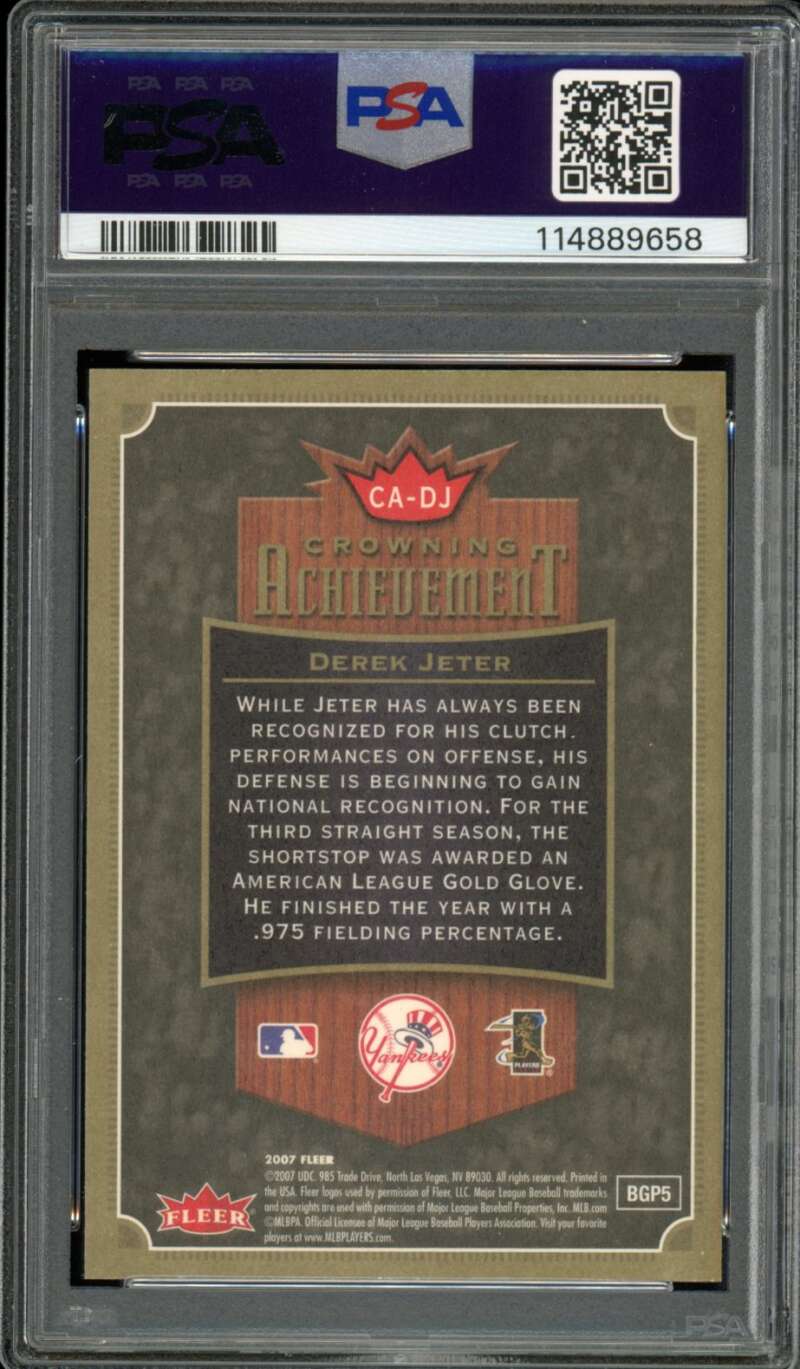 PSA PSA PSA
PSA
PSA PSA PSA
PSA
114889658
CA-DJ
CROWNING
ACHIEVEMENT
DEREK JETER
WHILE JETER HAS ALWAYS BEEN
RECOGNIZED FOR HIS CLUTCH.
PERFORMANCES ON OFFENSE, HIS
DEFENSE IS BEGINNING TO GAIN
NATIONAL RECOGNITION. FOR THE
THIRD STRAIGHT SEASON, THE
SHORTSTOP WAS AWARDED AN
AMERICAN LEAGUE GOLD GLOVE.
HE FINISHED THE YEAR WITH A
.975 FIELDING PERCENTAGE.
Yankees
PLAYERS
2007 FLEER
©2007 UDC. 985 Trade Drive, North Las Vegas, NV 89030. All rights reserved. Printed in
the USA. Fleer logos used by permission of Fleer, LLC. Major League Baseball trademarks
and copyrights are used with permission of Major League Baseball Properties, Inc. MLB.com
©MLBPA. Official Licensee of Major League Baseball Players Association. Visit your favorite
players at www.MLBPLAYERS.com.
FLEER
BGP5
PSA